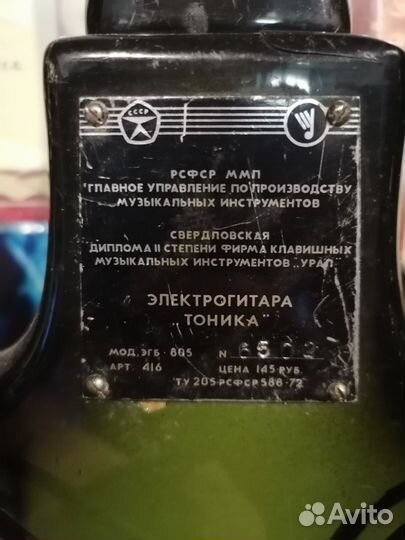 СССР
РСФСР ММП
"ГЛАВНОЕ УПРАВЛЕНИЕ ПО ПРОИЗВОДСТВУ
МУЗЫКАЛЬНЫХ ИНСТРУМЕНТОВ
СВЕРДЛОВСКАЯ
ДИПЛОМА II СТЕПЕНИ ФИРМА КЛАВИШНЫХ
МУЗЫКАЛЬНЫХ ИНСТРУМЕНТОВ „УРАЛ"
ЭЛЕКТРОГИТАРА
ТОНИКА"
МОД. ЭГБ-805 N
АРТ. 416 ЦЕНА 145 РУБ.
ТУ 205-РСФСР 588-72
Avito